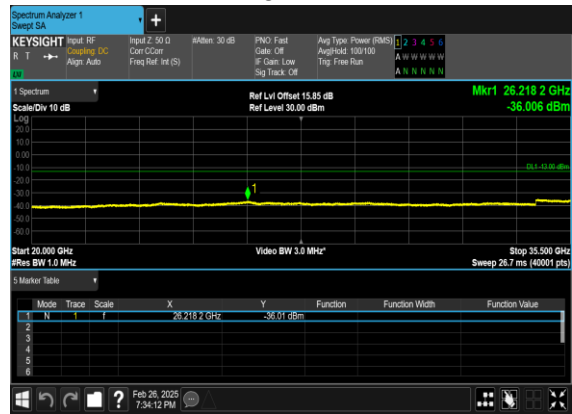 Spectrum Analyzer 1
Swept SA
KEYSIGHT Input: RF Input Z: 50 Ω #Atten: 30 dB PNO: Fast Avg Type: Power (RMS) 1 2 3 4 5 6
R T Coupling: DC Corr CCorr Gate: Off Avg|Hold: 100/100 A W W W W W
Align: Auto Freq Ref: Int (S) IF Gain: Low Trig: Free Run
Sig Track: Off A N N N N N
LW
1 Spectrum
Ref Lvl Offset 15.85 dB Mkr1 26.218 2 GHz
Scale/Div 10 dB Ref Level 30.00 dBm -36.006 dBm
Log
20.0
10.0
0.00
-10.0
DL1 -13.00 dBm
-20.0
-30.0
1
-40.0
-50.0
-60.0
Start 20.000 GHz Video BW 3.0 MHz* Stop 35.500 GHz
#Res BW 1.0 MHz Sweep 26.7 ms (40001 pts)
5 Marker Table
Mode Trace Scale X Y Function Function Width Function Value
1 N 1 f 26.218 2 GHz -36.01 dBm
2
3
4
5
6
? Feb 26, 2025
7:34:12 PM